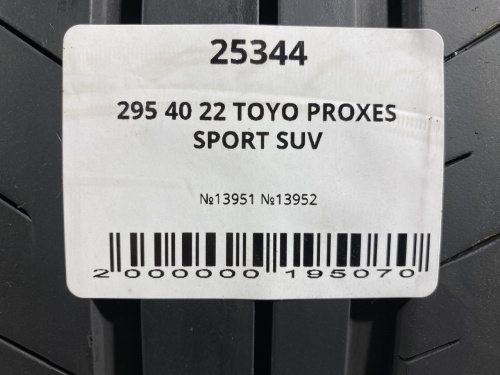 25344
295 40 22 TOYO PROXES
SPORT SUV
№13951 №13952
2 000000 195070